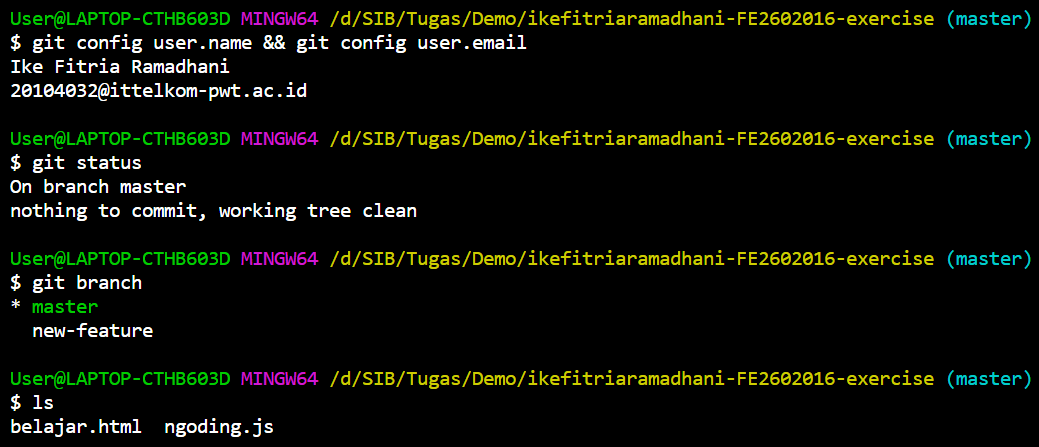 User@LAPTOP-CTHB603D MINGW64 /d/SIB/Tugas/Demo/ikefitriaramadhani-FE2602016-exercise (master)
$ git config user.name && git config user.email
Ike Fitria Ramadhani
20104032@ittelkom-pwt.ac.id
User@LAPTOP-CTHB603D MINGW64 /d/SIB/Tugas/Demo/ikefitriaramadhani-FE2602016-exercise (master)
$ git status
On branch master
nothing to commit, working tree clean
User@LAPTOP-CTHB603D MINGW64 /d/SIB/Tugas/Demo/ikefitriaramadhani-FE2602016-exercise (master)
$ git branch
* master
  new-feature
User@LAPTOP-CTHB603D MINGW64 /d/SIB/Tugas/Demo/ikefitriaramadhani-FE2602016-exercise (master)
$ ls
belajar.html  ngoding.js